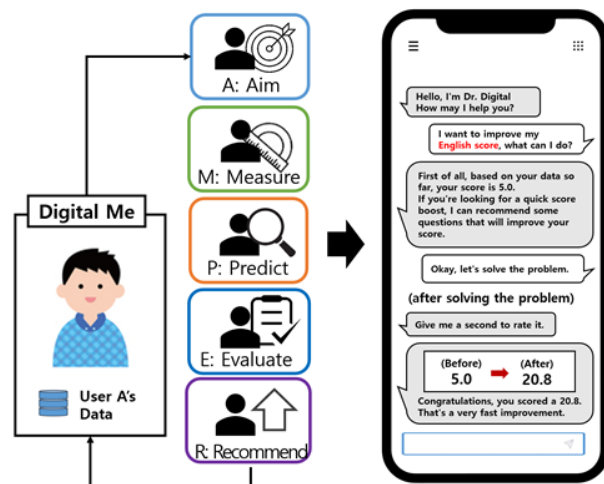 Digital Me
User A's
Data
A: Aim
M: Measure
P: Predict
E: Evaluate
R: Recommend
Hello, I'm Dr. Digital
How may I help you?
I want to improve my
English score, what can I do?
First of all, based on your data so
far, your score is 5.0.
If you're looking for a quick score
boost, I can recommend some
questions that will improve your
score.
Okay, let's solve the problem.
(after solving the problem)
Give me a second to rate it.
(Before) (After)
5.0 20.8
Congratulations, you scored a 20.8.
That's a very fast improvement.